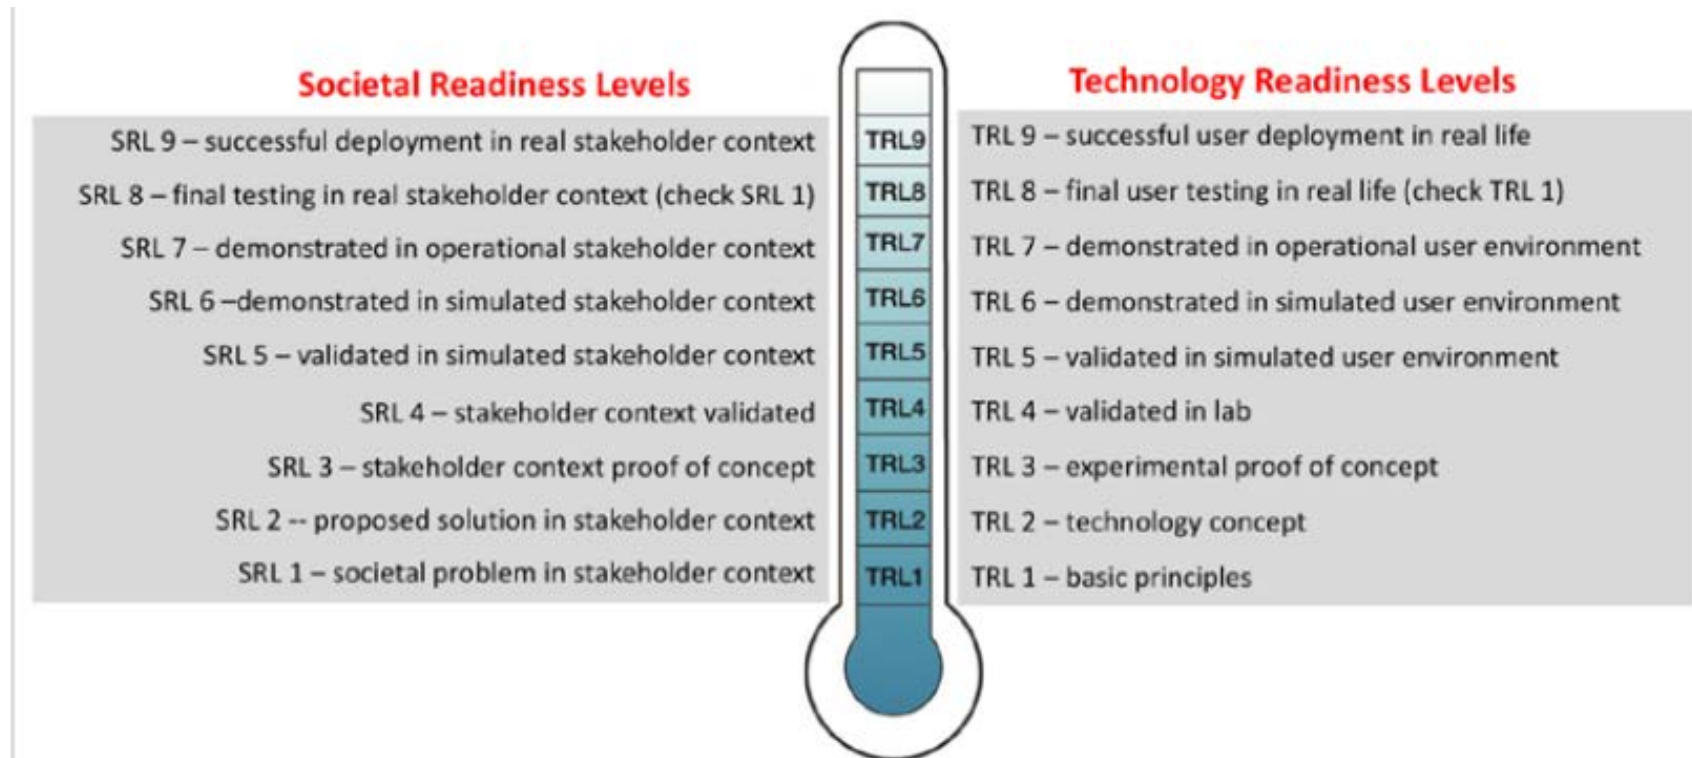 Societal Readiness Levels
SRL 9 – successful deployment in real stakeholder context
SRL 8 – final testing in real stakeholder context (check SRL 1)
SRL 7 – demonstrated in operational stakeholder context
SRL 6 –demonstrated in simulated stakeholder context
SRL 5 – validated in simulated stakeholder context
SRL 4 – stakeholder context validated
SRL 3 – stakeholder context proof of concept
SRL 2 -- proposed solution in stakeholder context
SRL 1 – societal problem in stakeholder context
TRL9
TRL8
TRL7
TRL6
TRL5
TRL4
TRL3
TRL2
TRL1
Technology Readiness Levels
TRL 9 – successful user deployment in real life
TRL 8 – final user testing in real life (check TRL 1)
TRL 7 – demonstrated in operational user environment
TRL 6 – demonstrated in simulated user environment
TRL 5 – validated in simulated user environment
TRL 4 – validated in lab
TRL 3 – experimental proof of concept
TRL 2 – technology concept
TRL 1 – basic principles